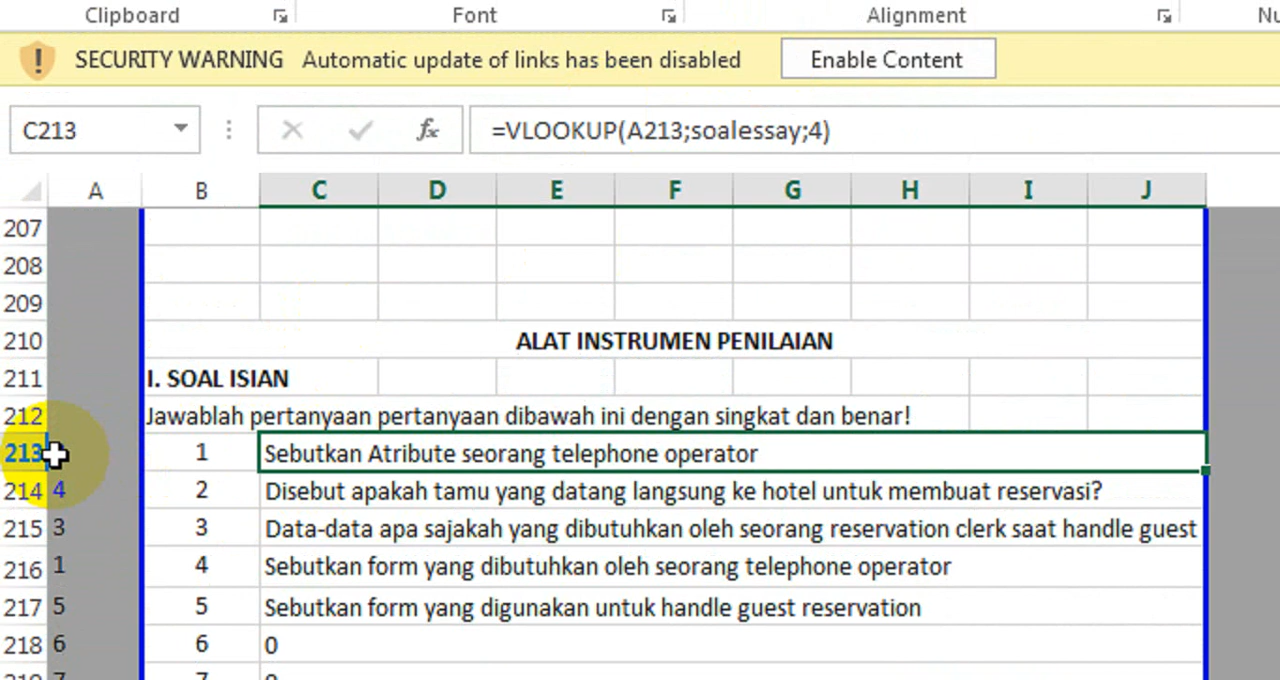 Clipboard Font Alignment Nu
SECURITY WARNING Automatic update of links has been disabled Enable Content
C213 fx =VLOOKUP(A213;soalessay;4)
A B C D E F G H I J
207
208
209
210 ALAT INSTRUMEN PENILAIAN
211 I. SOAL ISIAN
212 Jawablah pertanyaan pertanyaan dibawah ini dengan singkat dan benar!
213 1 Sebutkan Atribute seorang telephone operator
214 4 2 Disebut apakah tamu yang datang langsung ke hotel untuk membuat reservasi?
215 3 3 Data-data apa sajakah yang dibutuhkan oleh seorang reservation clerk saat handle guest
216 1 4 Sebutkan form yang dibutuhkan oleh seorang telephone operator
217 5 5 Sebutkan form yang digunakan untuk handle guest reservation
218 6 6 0